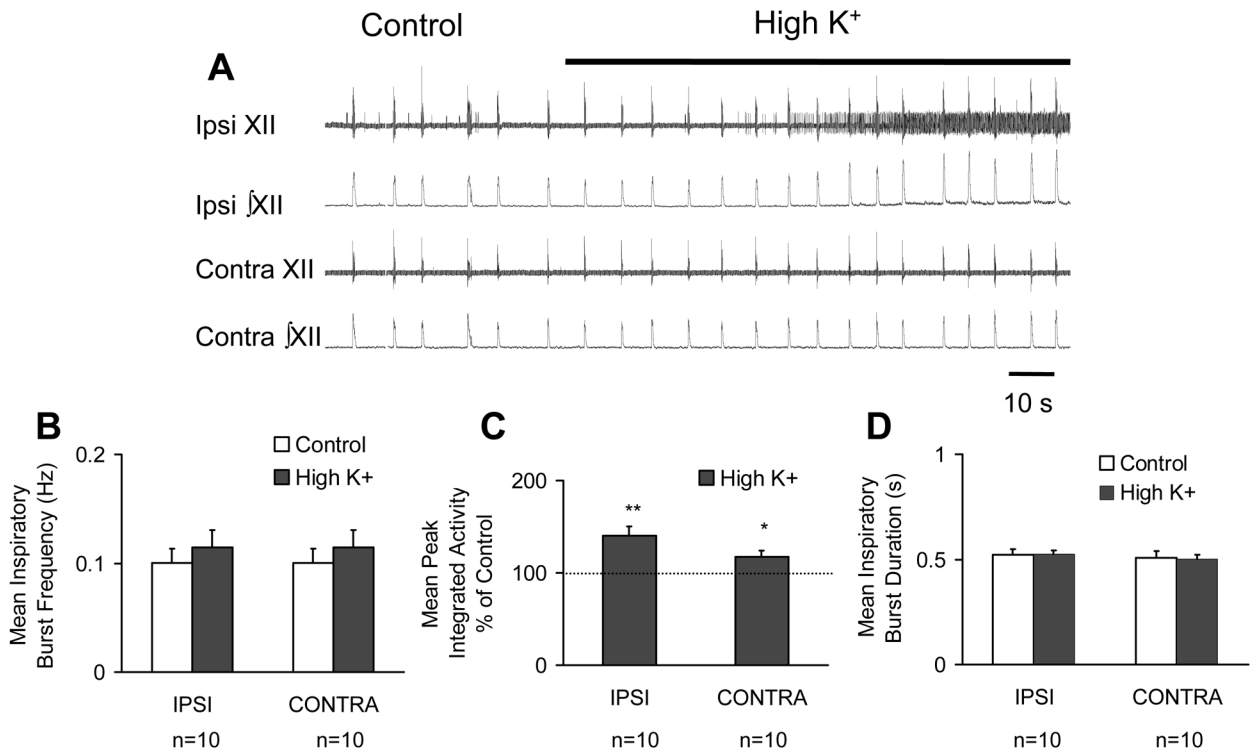 Control
High K⁺
A
Ipsi XII
Ipsi ∫XII
Contra XII
Contra ∫XII
10 s
B
Control
High K+
Mean Inspiratory
Burst Frequency (Hz)
0.2
0.1
0
IPSI
CONTRA
n=10
n=10
C
High K+
Mean Peak
Integrated Activity
% of Control
200
100
0
**
*
IPSI
CONTRA
n=10
n=10
D
Control
High K+
Mean Inspiratory
Burst Duration (s)
1
0.5
0
IPSI
CONTRA
n=10
n=10